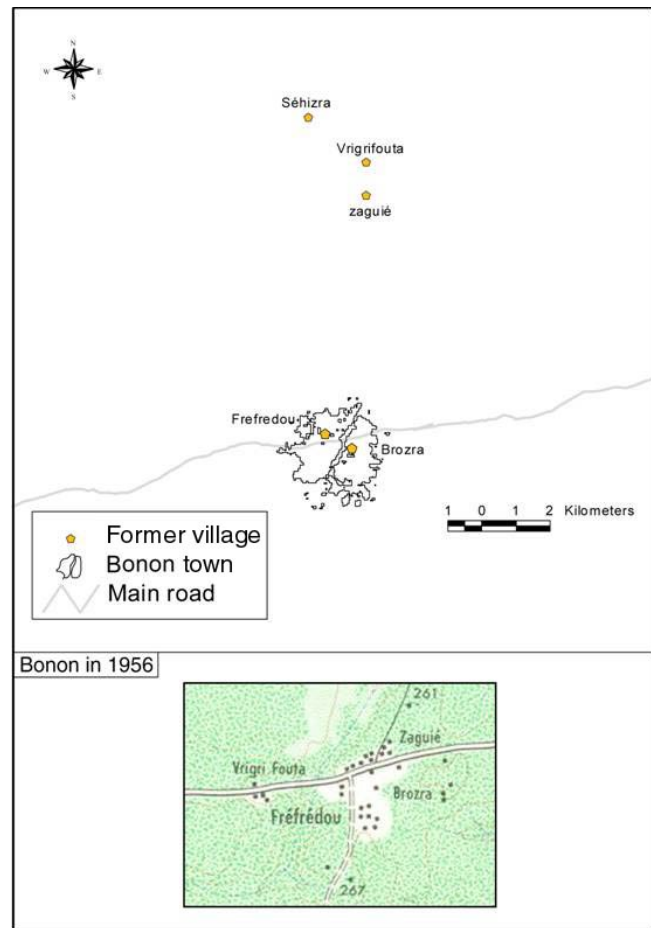 N
W E
S
Séhizra
Vrigrifouta
zaguié
Frefredou
Brozra
1 0 1 2 Kilometers
Former village
Bonon town
Main road
Bonon in 1956
261
Zaguié
Vrigri Fouta
Brozra
Fréfrédou
267